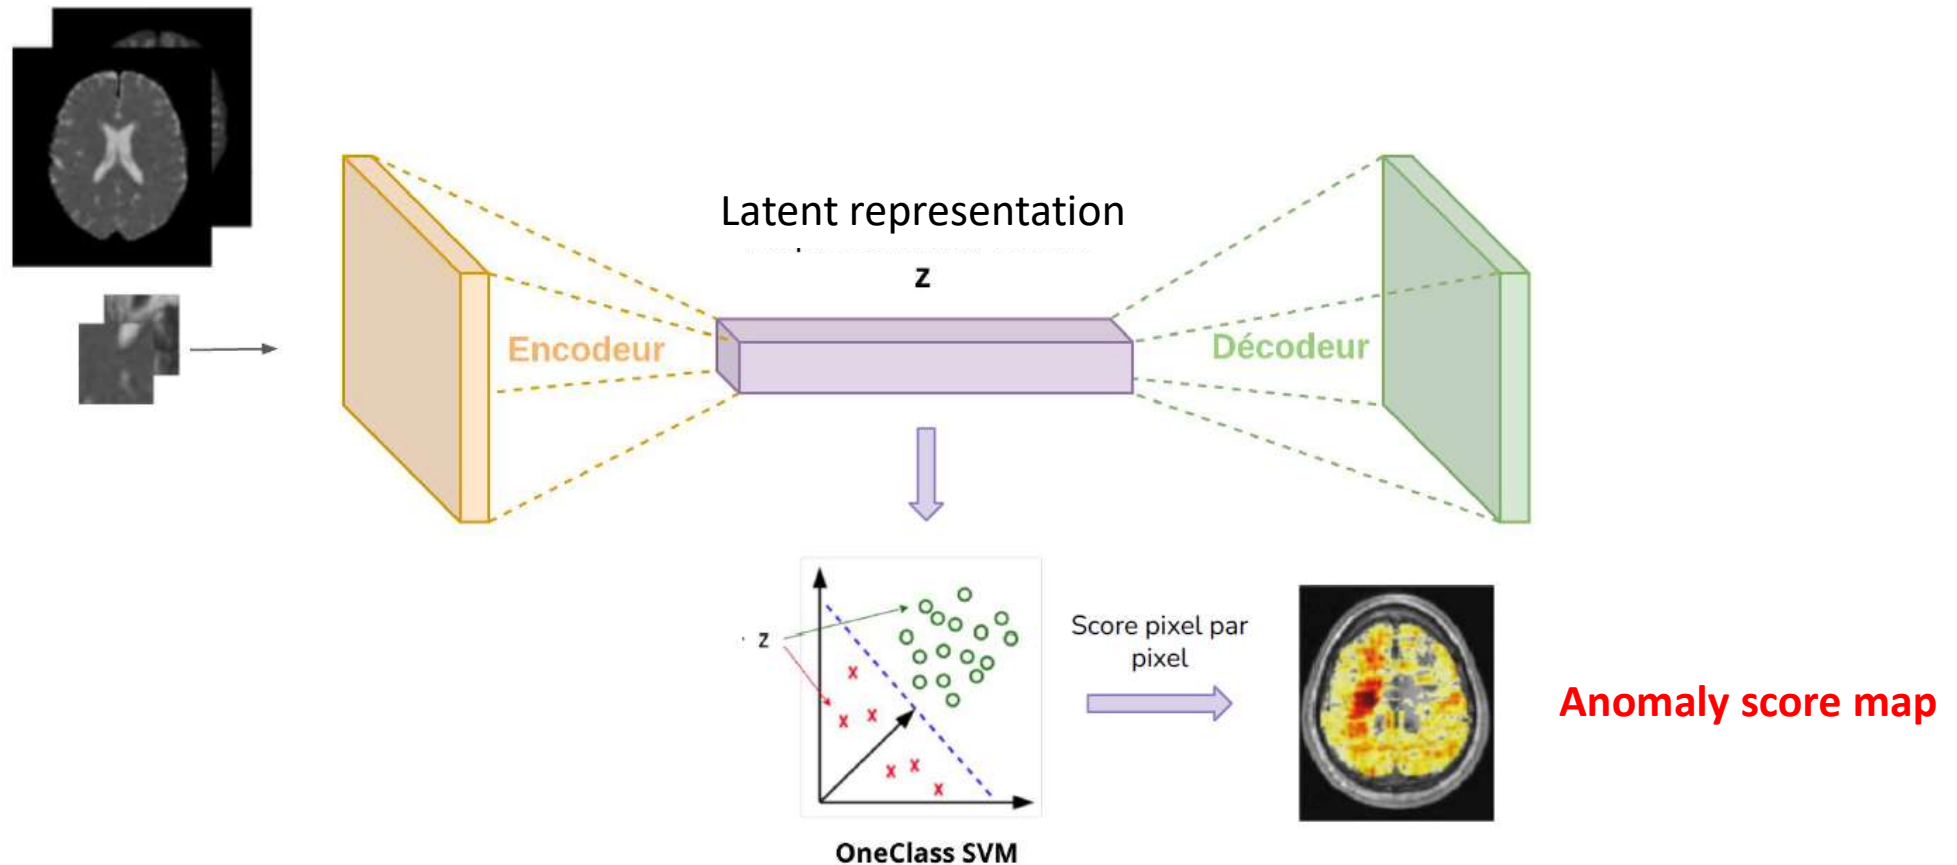 Latent representation
z
Encodeur
Décodeur
z
Score pixel par
pixel
Anomaly score map
OneClass SVM